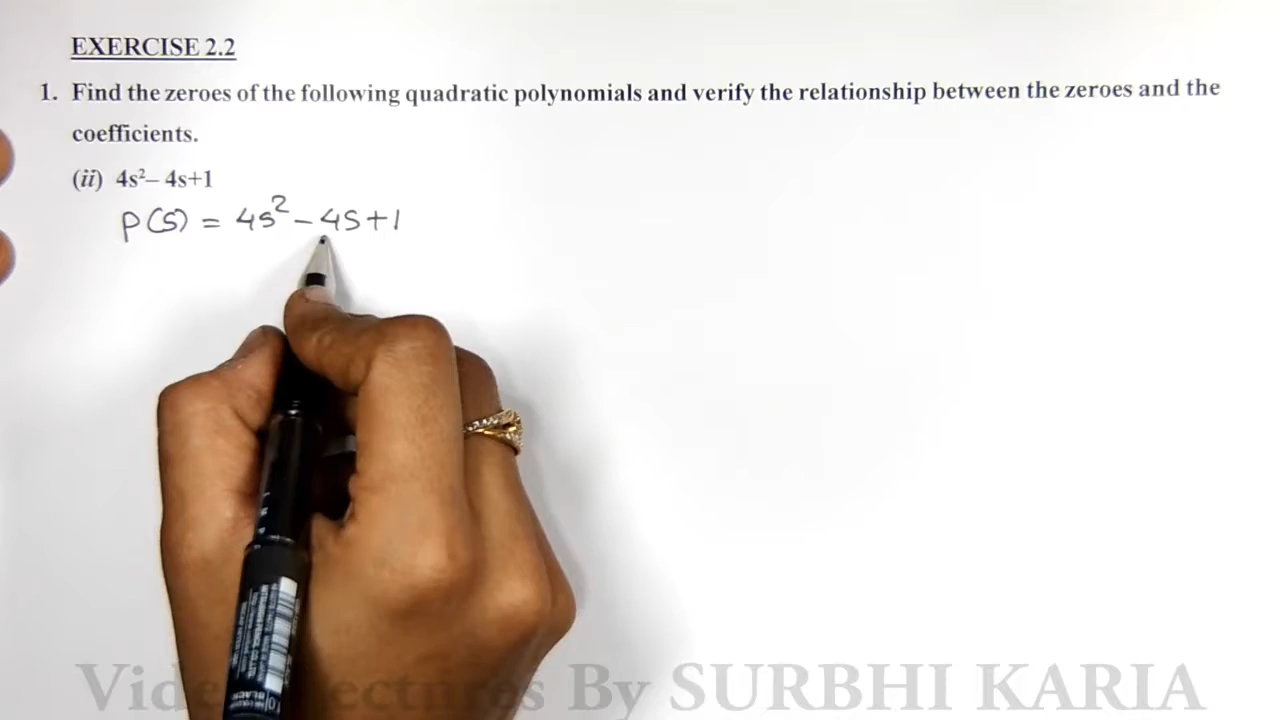 EXERCISE 2.2
1. Find the zeroes of the following quadratic polynomials and verify the relationship between the zeroes and the
coefficients.
(ii) 4s²– 4s+1
P(S) = 4s² – 4S+1
BLACK
Video Lectures By SURBHI KARIA